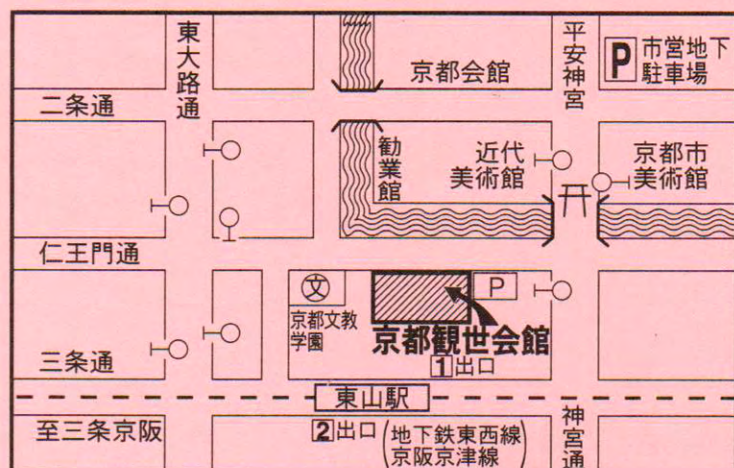 東大路通
平安神宮
P
市営地下
駐車場
京都会館
二条通
勧業館
近代
美術館
京都市
美術館
仁王門通
文
P
京都文教
学園
京都観世会館
1出口
三条通
東山駅
至三条京阪
2出口
(地下鉄東西線
京阪京津線)
神宮通